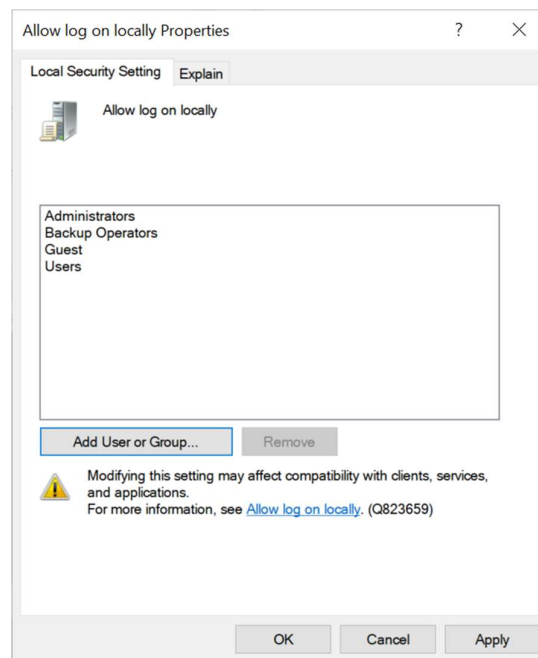 Allow log on locally Properties
Local Security Setting
Explain
Allow log on locally
Administrators
Backup Operators
Guest
Users
Add User or Group...
Remove
Modifying this setting may affect compatibility with clients, services,
and applications.
For more information, see Allow log on locally. (Q823659)
OK
Cancel
Apply